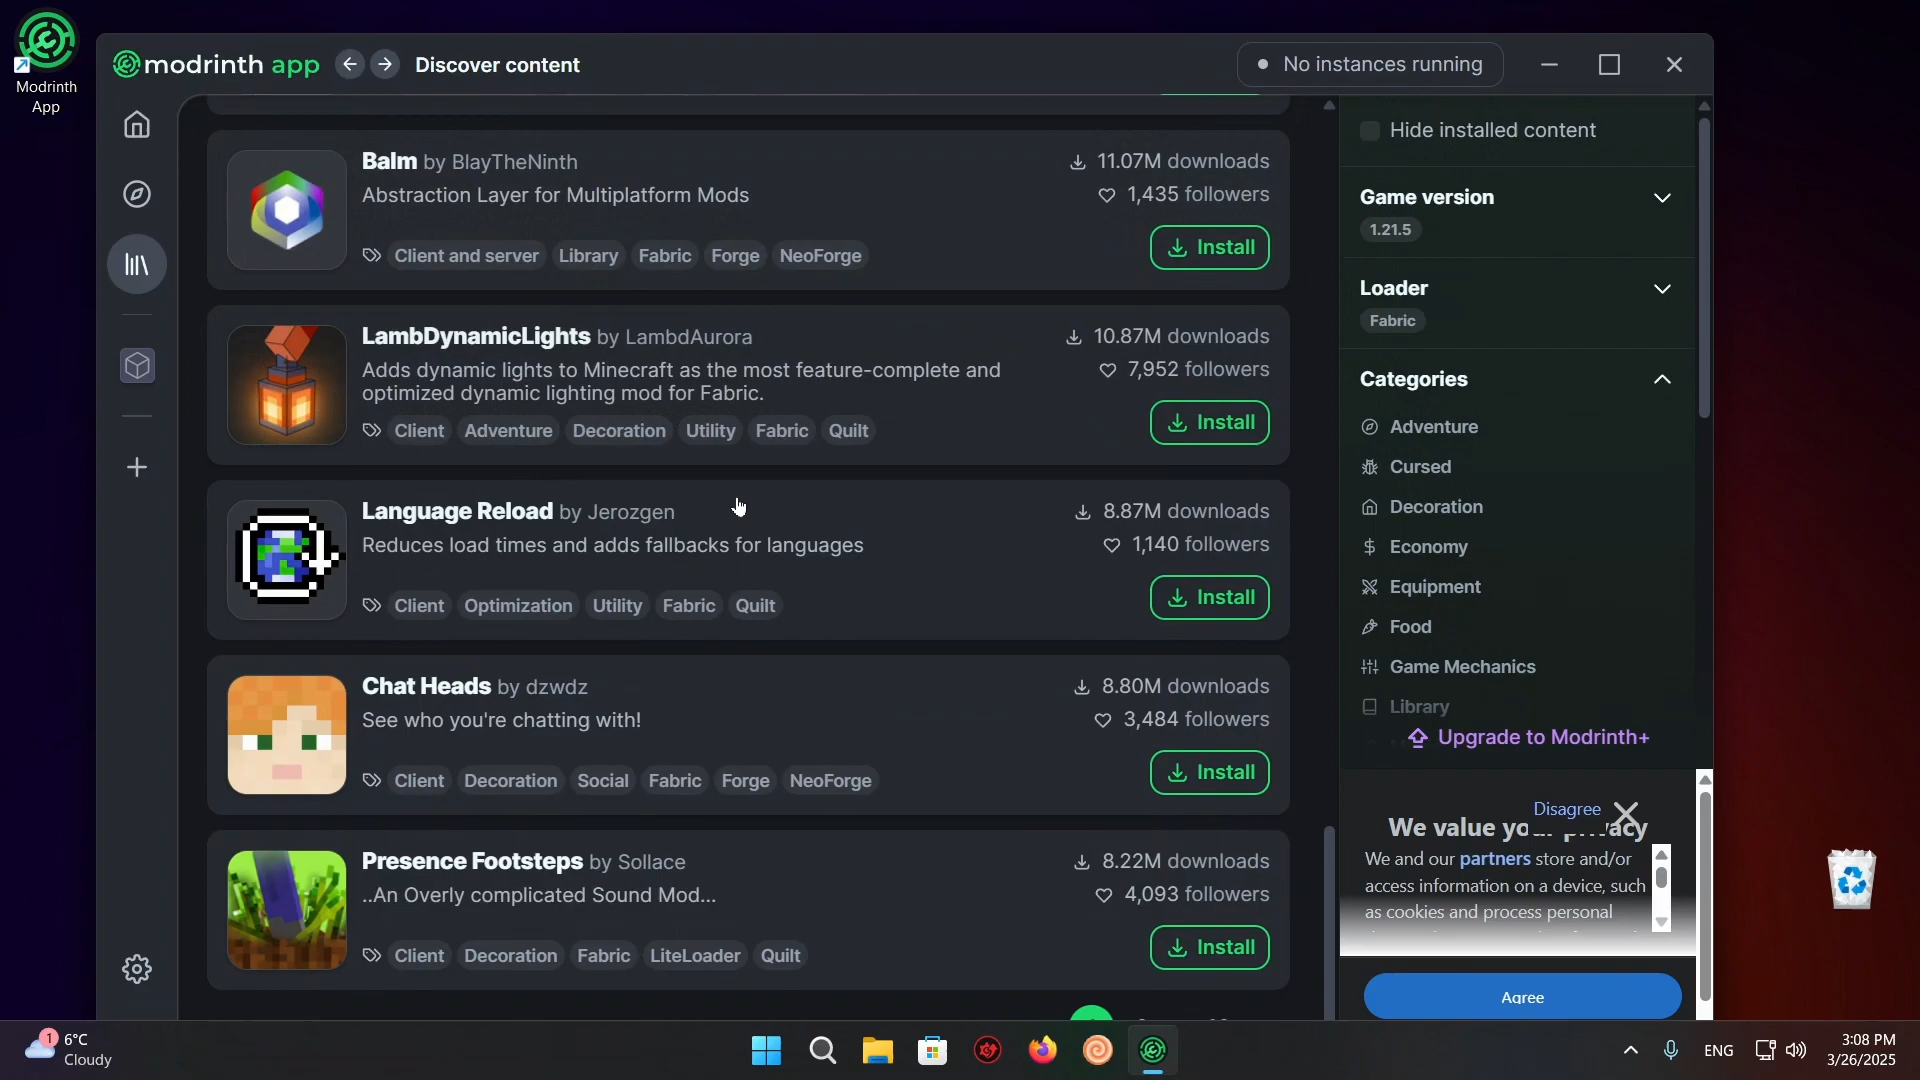 Modrinth
App
modrinth app
Discover content
No instances running
Balm by BlayTheNinth
11.07M downloads
Abstraction Layer for Multiplatform Mods
1,435 followers
Client and server Library Fabric Forge NeoForge
Install
LambDynamicLights by LambdAurora
10.87M downloads
Adds dynamic lights to Minecraft as the most feature-complete and
optimized dynamic lighting mod for Fabric.
7,952 followers
Client Adventure Decoration Utility Fabric Quilt
Install
Language Reload by Jerozgen
8.87M downloads
Reduces load times and adds fallbacks for languages
1,140 followers
Client Optimization Utility Fabric Quilt
Install
Chat Heads by dzwdz
8.80M downloads
See who you're chatting with!
3,484 followers
Client Decoration Social Fabric Forge NeoForge
Install
Presence Footsteps by Sollace
8.22M downloads
..An Overly complicated Sound Mod...
4,093 followers
Client Decoration Fabric LiteLoader Quilt
Install
Hide installed content
Game version
1.21.5
Loader
Fabric
Categories
Adventure
Cursed
Decoration
Economy
Equipment
Food
Game Mechanics
Library
Upgrade to Modrinth+
Disagree
We value your privacy
We and our partners store and/or
access information on a device, such
as cookies and process personal
Agree
1
6°C
Cloudy
ENG
3:08 PM
3/26/2025